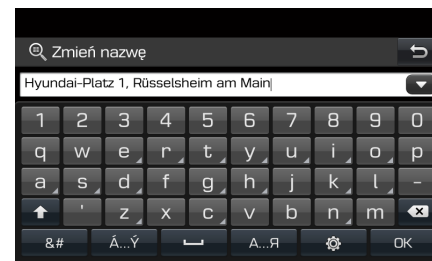 Zmień nazwę
Hyundai-Platz 1, Rüsselsheim am Main
1 2 3 4 5 6 7 8 9 0
q w e r t y u i o p
a s d f g h j k l -
' z x c v b n m
&# Á...Ý A...Я OK